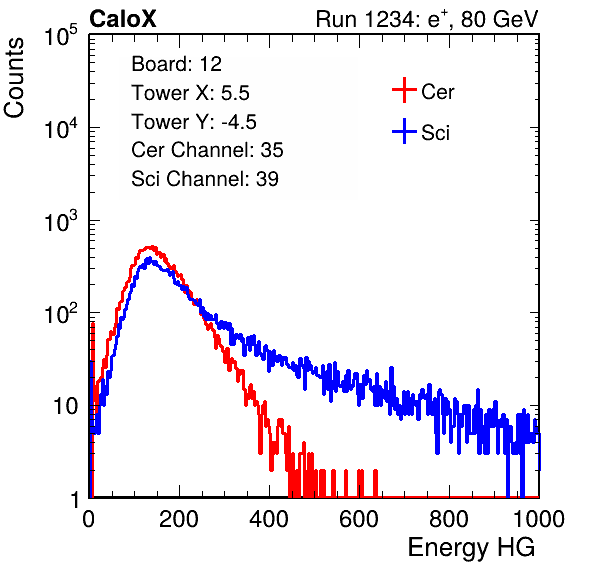 CaloX Run 1234: e⁺, 80 GeV
Counts
10⁵
10⁴
10³
10²
10
1
Board: 12
Tower X: 5.5
Tower Y: -4.5
Cer Channel: 35
Sci Channel: 39
Cer
Sci
0 200 400 600 800 1000
Energy HG